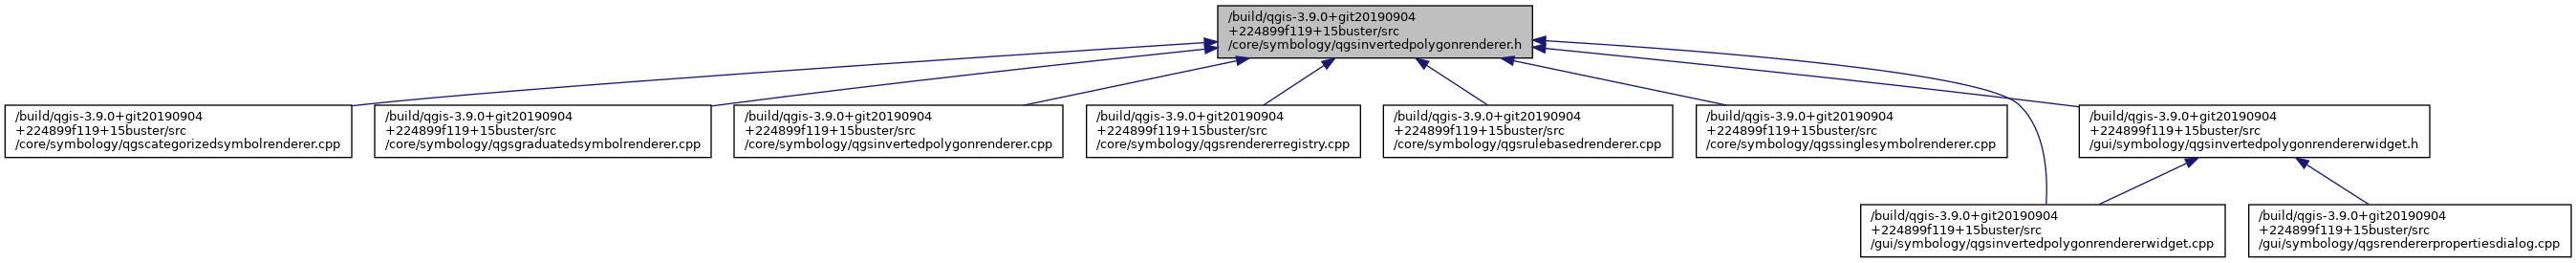 /build/qgis-3.9.0+git20190904
+224899f119+15buster/src
/core/symbology/qgsinvertedpolygonrenderer.h
/build/qgis-3.9.0+git20190904
+224899f119+15buster/src
/core/symbology/qgscategorizedsymbolrenderer.cpp
/build/qgis-3.9.0+git20190904
+224899f119+15buster/src
/core/symbology/qgsgraduatedsymbolrenderer.cpp
/build/qgis-3.9.0+git20190904
+224899f119+15buster/src
/core/symbology/qgsinvertedpolygonrenderer.cpp
/build/qgis-3.9.0+git20190904
+224899f119+15buster/src
/core/symbology/qgsrendererregistry.cpp
/build/qgis-3.9.0+git20190904
+224899f119+15buster/src
/core/symbology/qgsrulebasedrenderer.cpp
/build/qgis-3.9.0+git20190904
+224899f119+15buster/src
/core/symbology/qgssinglesymbolrenderer.cpp
/build/qgis-3.9.0+git20190904
+224899f119+15buster/src
/gui/symbology/qgsinvertedpolygonrendererwidget.h
/build/qgis-3.9.0+git20190904
+224899f119+15buster/src
/gui/symbology/qgsinvertedpolygonrendererwidget.cpp
/build/qgis-3.9.0+git20190904
+224899f119+15buster/src
/gui/symbology/qgsrendererpropertiesdialog.cpp